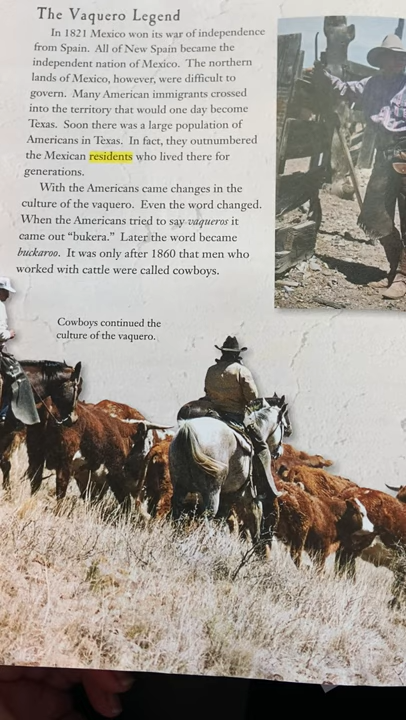 The Vaquero Legend
In 1821 Mexico won its war of independence
from Spain. All of New Spain became the
independent nation of Mexico. The northern
lands of Mexico, however, were difficult to
govern. Many American immigrants crossed
into the territory that would one day become
Texas. Soon there was a large population of
Americans in Texas. In fact, they outnumbered
the Mexican residents who lived there for
generations.
With the Americans came changes in the
culture of the vaquero. Even the word changed.
When the Americans tried to say vaqueros it
came out “bukera.” Later the word became
buckaroo. It was only after 1860 that men who
worked with cattle were called cowboys.
Cowboys continued the
culture of the vaquero.